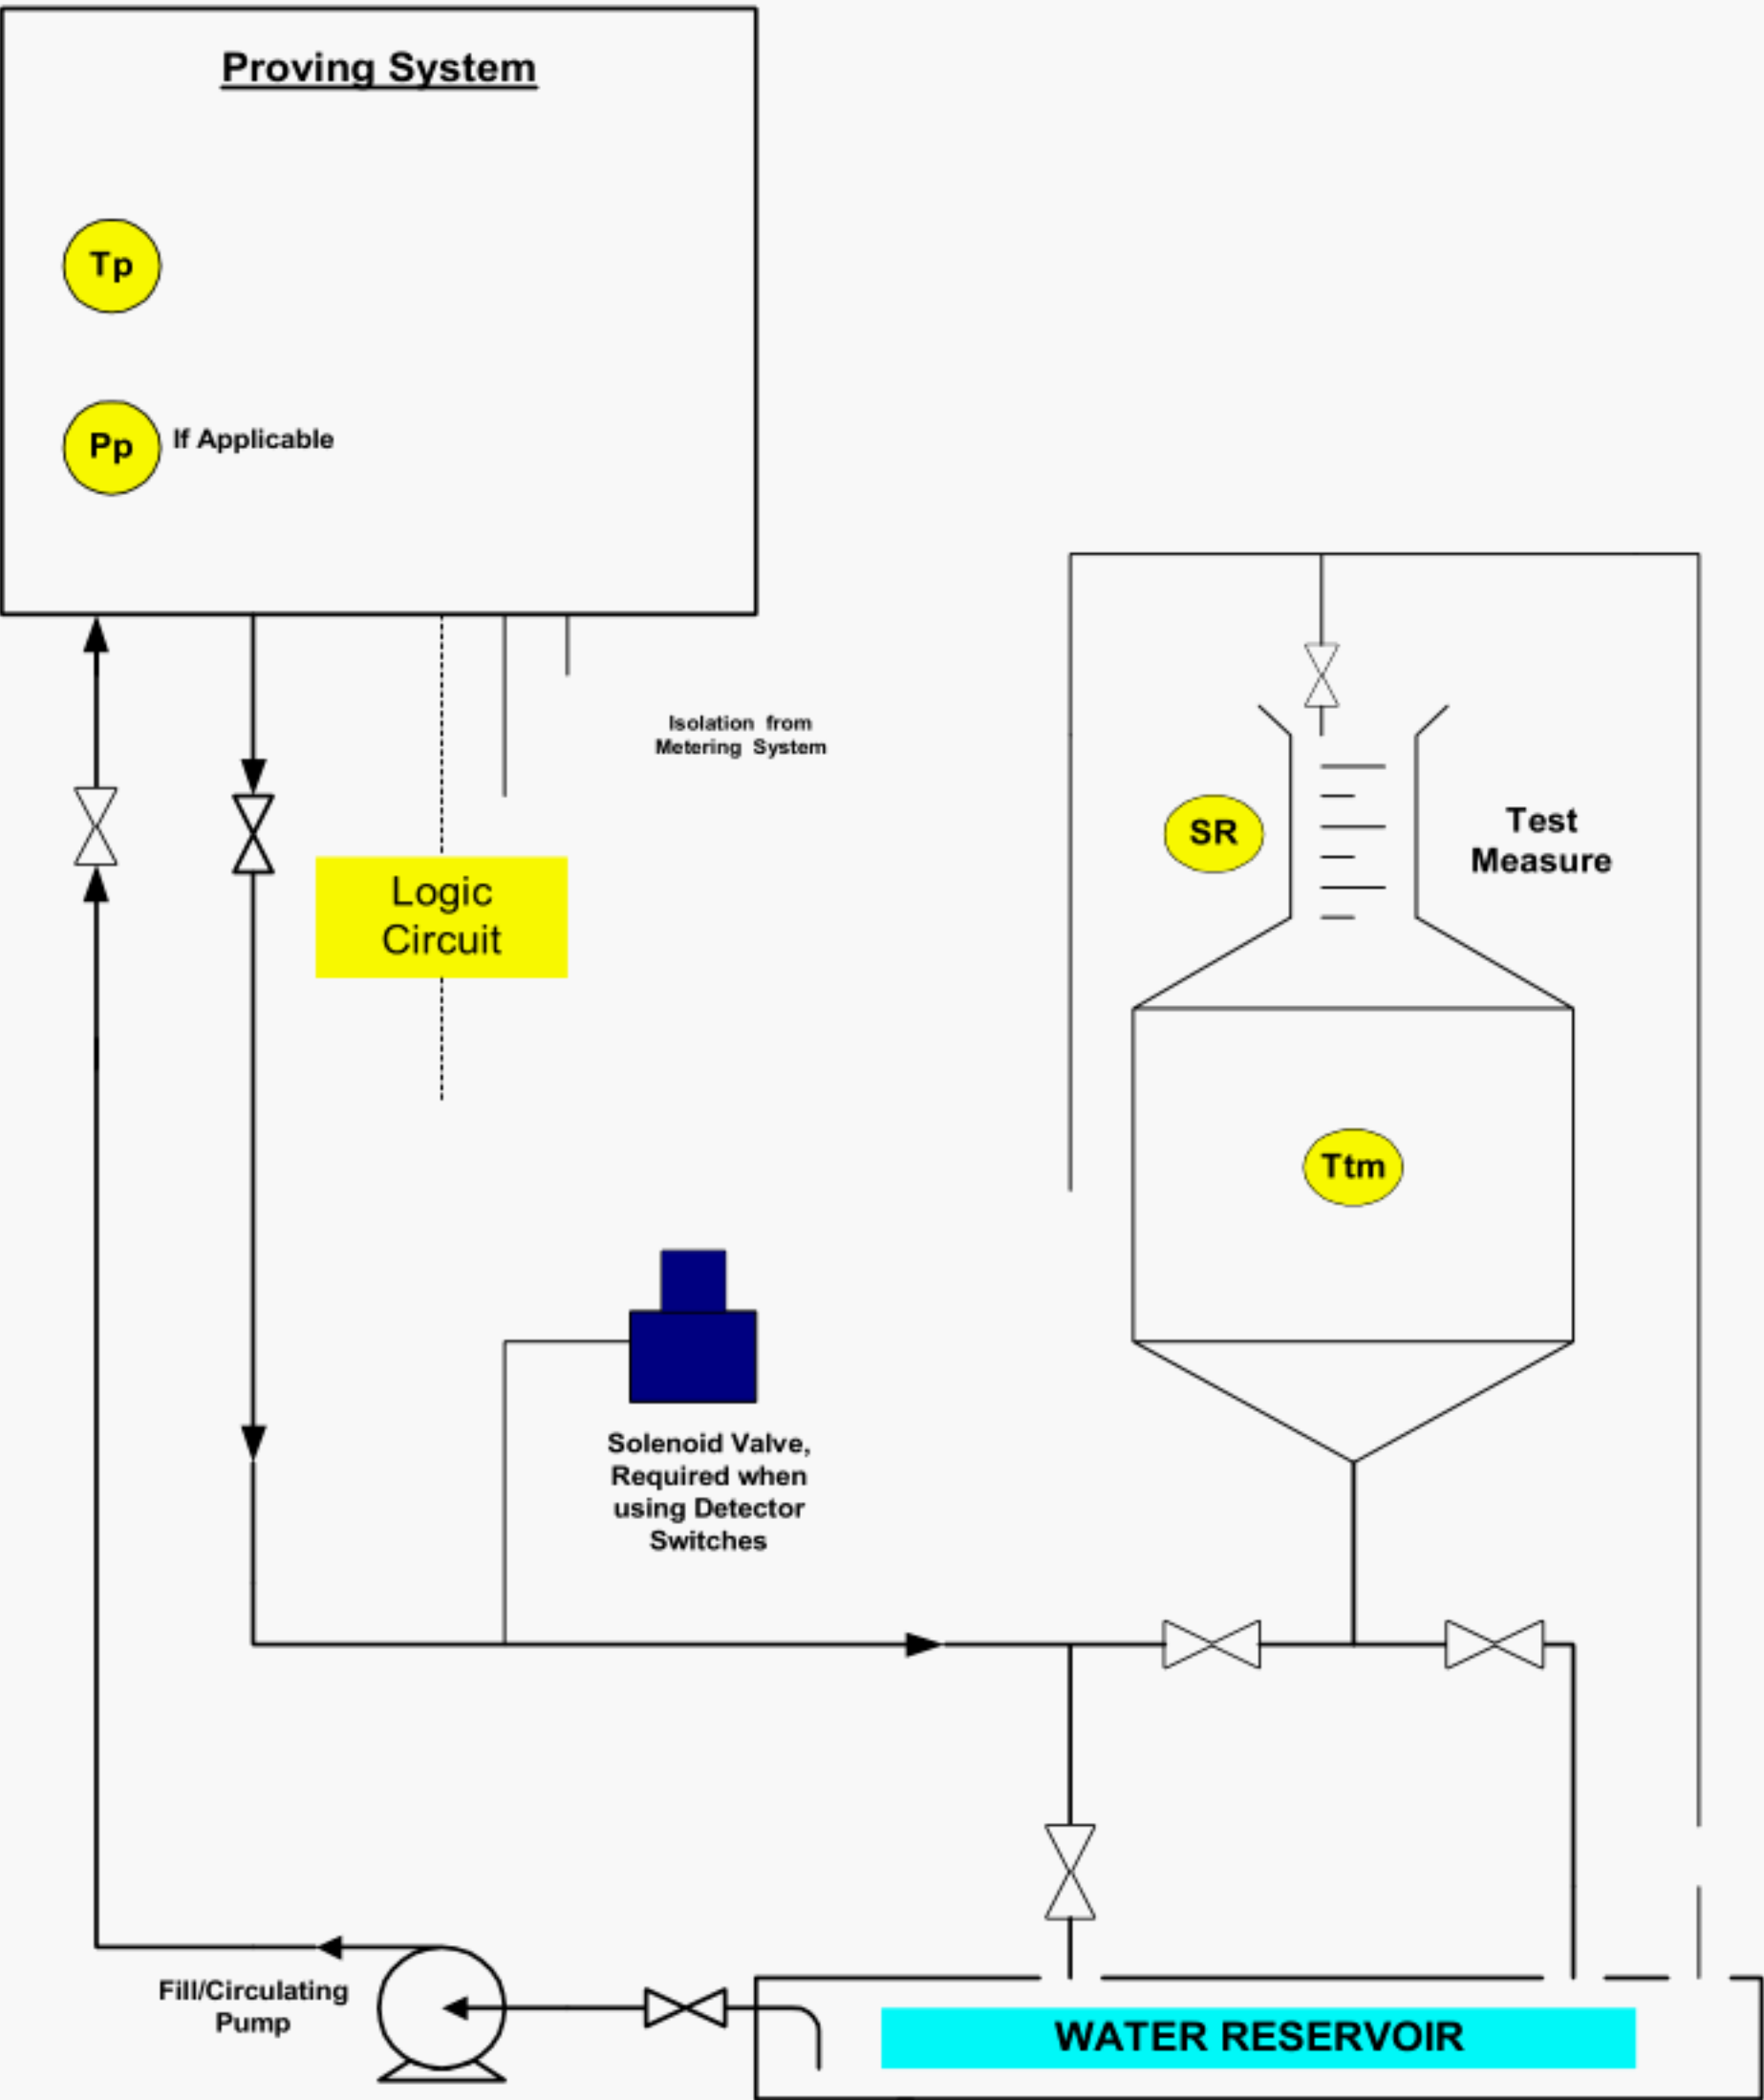 Proving System
Tp
Pp
If Applicable
Isolation from
Metering System
SR
Test
Measure
Logic
Circuit
Ttm
Solenoid Valve,
Required when
using Detector
Switches
Fill/Circulating
Pump
WATER RESERVOIR